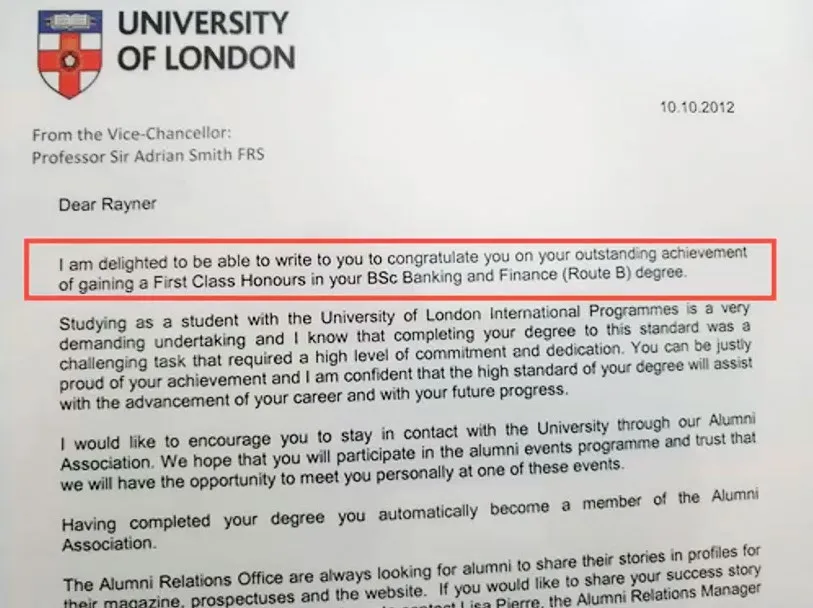 UNIVERSITY
OF LONDON
10.10.2012
From the Vice-Chancellor:
Professor Sir Adrian Smith FRS
Dear Rayner
I am delighted to be able to write to you to congratulate you on your outstanding achievement
of gaining a First Class Honours in your BSc Banking and Finance (Route B) degree.
Studying as a student with the University of London International Programmes is a very
demanding undertaking and I know that completing your degree to this standard was a
challenging task that required a high level of commitment and dedication. You can be justly
proud of your achievement and I am confident that the high standard of your degree will assist
with the advancement of your career and with your future progress.
I would like to encourage you to stay in contact with the University through our Alumni
Association. We hope that you will participate in the alumni events programme and trust that
we will have the opportunity to meet you personally at one of these events.
Having completed your degree you automatically become a member of the Alumni
Association.
The Alumni Relations Office are always looking for alumni to share their stories in profiles for
their magazine, prospectuses and the website. If you would like to share your success story
contact Lisa Pierre, the Alumni Relations Manager